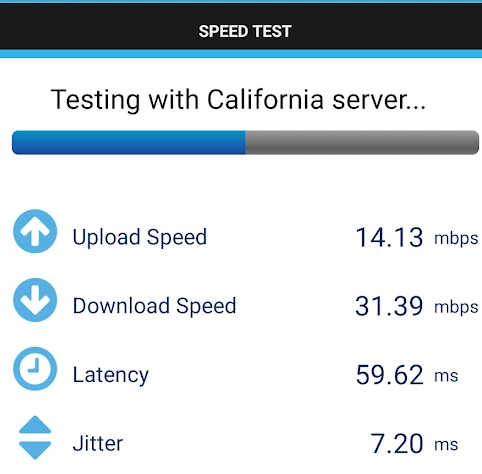 SPEED TEST
Testing with California server...
Upload Speed 14.13 mbps
Download Speed 31.39 mbps
Latency 59.62 ms
Jitter 7.20 ms